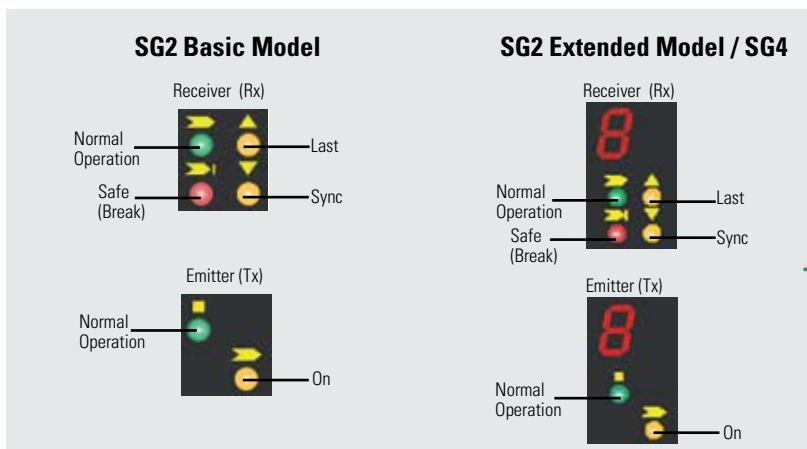 SG2 Basic Model
Receiver (Rx)
Normal
Operation
Last
Safe
(Break)
Sync
Emitter (Tx)
Normal
Operation
On
SG2 Extended Model / SG4
Receiver (Rx)
8
Normal
Operation
Last
Safe
(Break)
Sync
Emitter (Tx)
8
Normal
Operation
On